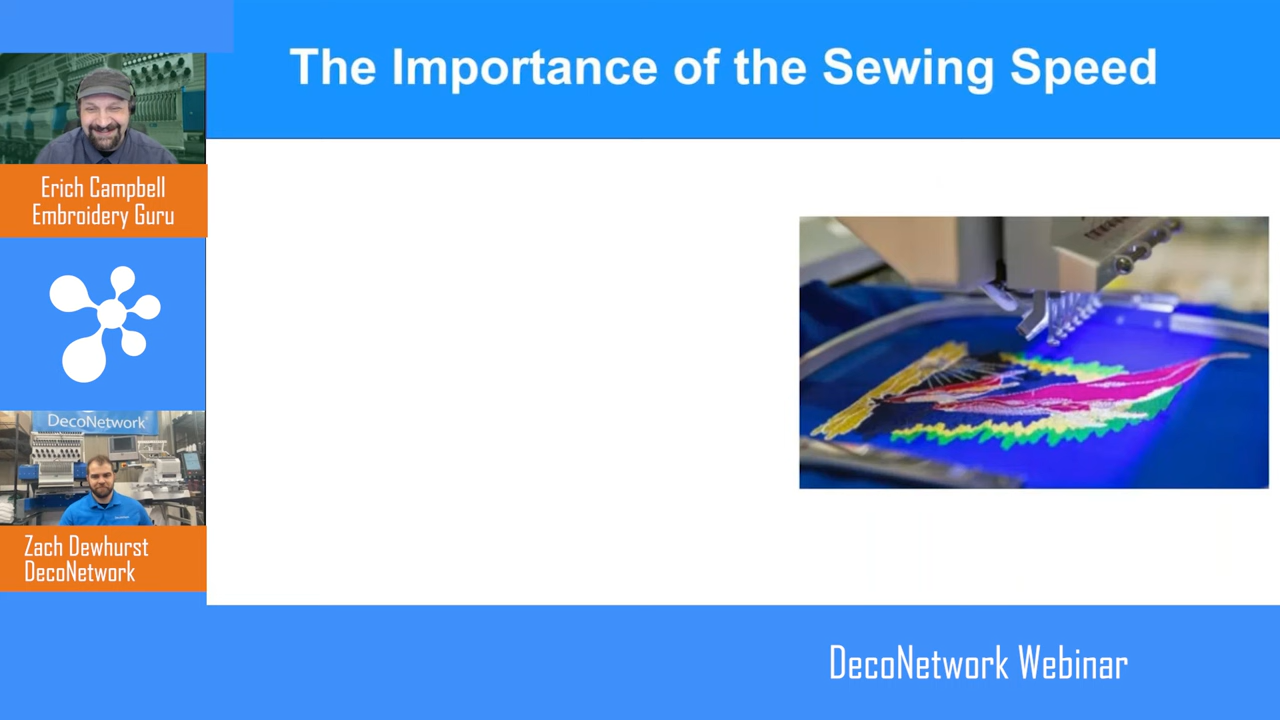 The Importance of the Sewing Speed
Erich Campbell
Embroidery Guru
DecoNetwork
Zach Dewhurst
DecoNetwork
DecoNetwork Webinar